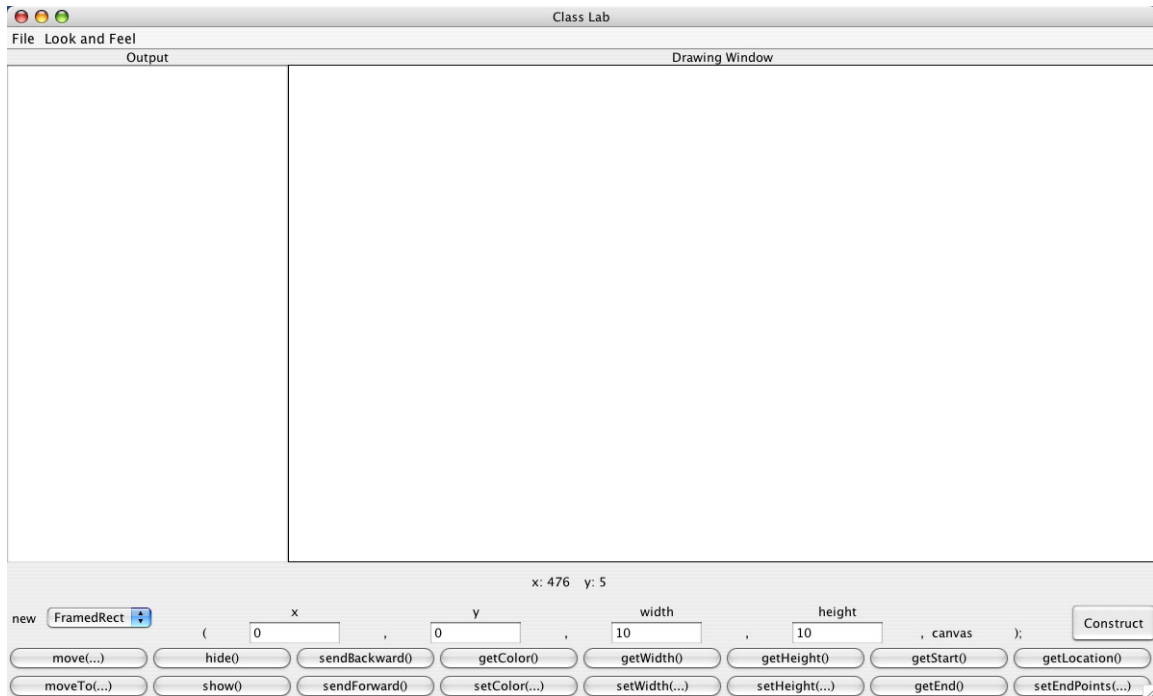 Class Lab
File Look and Feel
Output Drawing Window
x: 476 y: 5
x y width height
new FramedRect ( 0 , 0 , 10 , 10 , canvas ); Construct
move(...) hide() sendBackward() getColor() getWidth() getHeight() getStart() getLocation()
moveTo(...) show() sendForward() setColor(...) setWidth(...) setHeight(...) getEnd() setEndPoints(...)